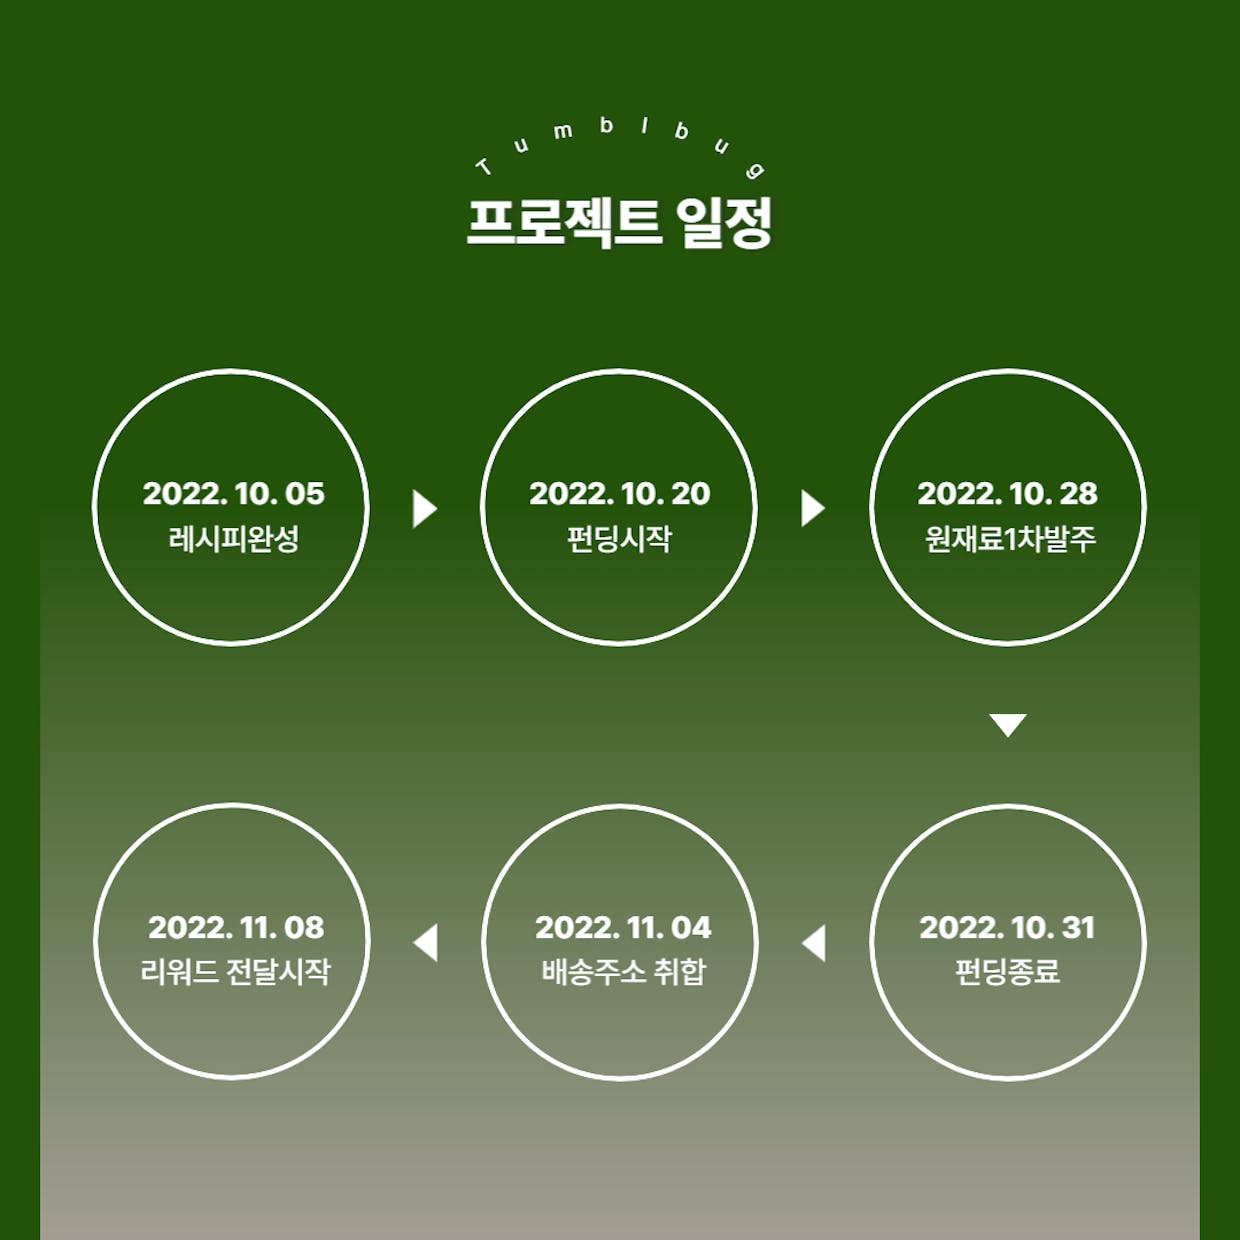 Tumblbug
프로젝트 일정
2022. 10. 05
레시피완성
2022. 10. 20
펀딩시작
2022. 10. 28
원재료1차발주
2022. 10. 31
펀딩종료
2022. 11. 04
배송주소 취합
2022. 11. 08
리워드 전달시작